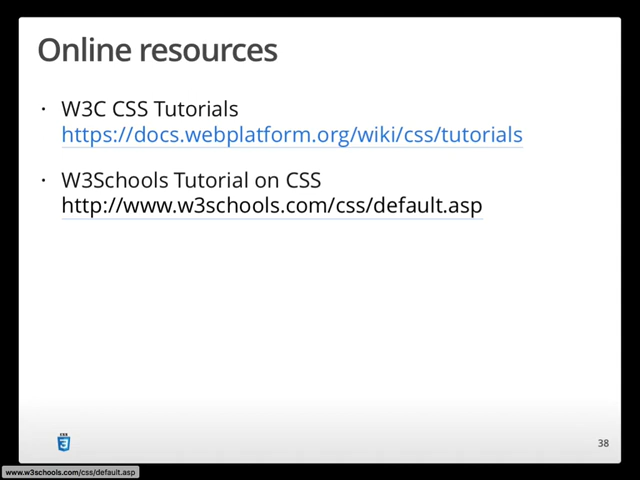 Online resources
• W3C CSS Tutorials
https://docs.webplatform.org/wiki/css/tutorials
• W3Schools Tutorial on CSS
http://www.w3schools.com/css/default.asp
CSS
3
38
www.w3schools.com/css/default.asp